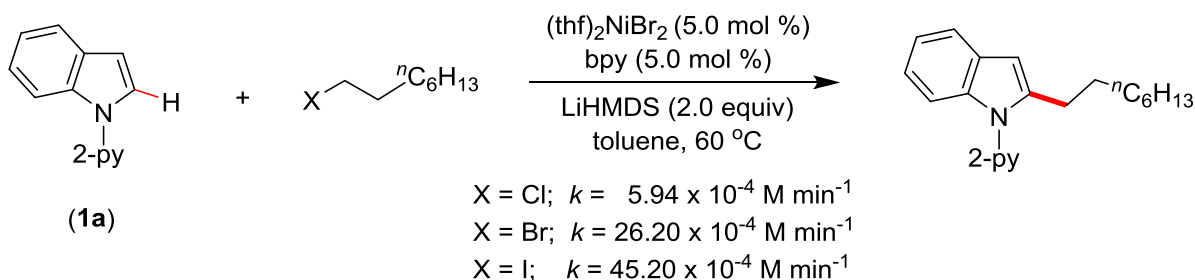 (thf)₂NiBr₂ (5.0 mol %)
bpy (5.0 mol %)
LiHMDS (2.0 equiv)
toluene, 60 °C
H
N
2-py
(1a)
+
X
ⁿC₆H₁₃
N
2-py
ⁿC₆H₁₃
X = Cl; k = 5.94 x 10⁻⁴ M min⁻¹
X = Br; k = 26.20 x 10⁻⁴ M min⁻¹
X = I; k = 45.20 x 10⁻⁴ M min⁻¹